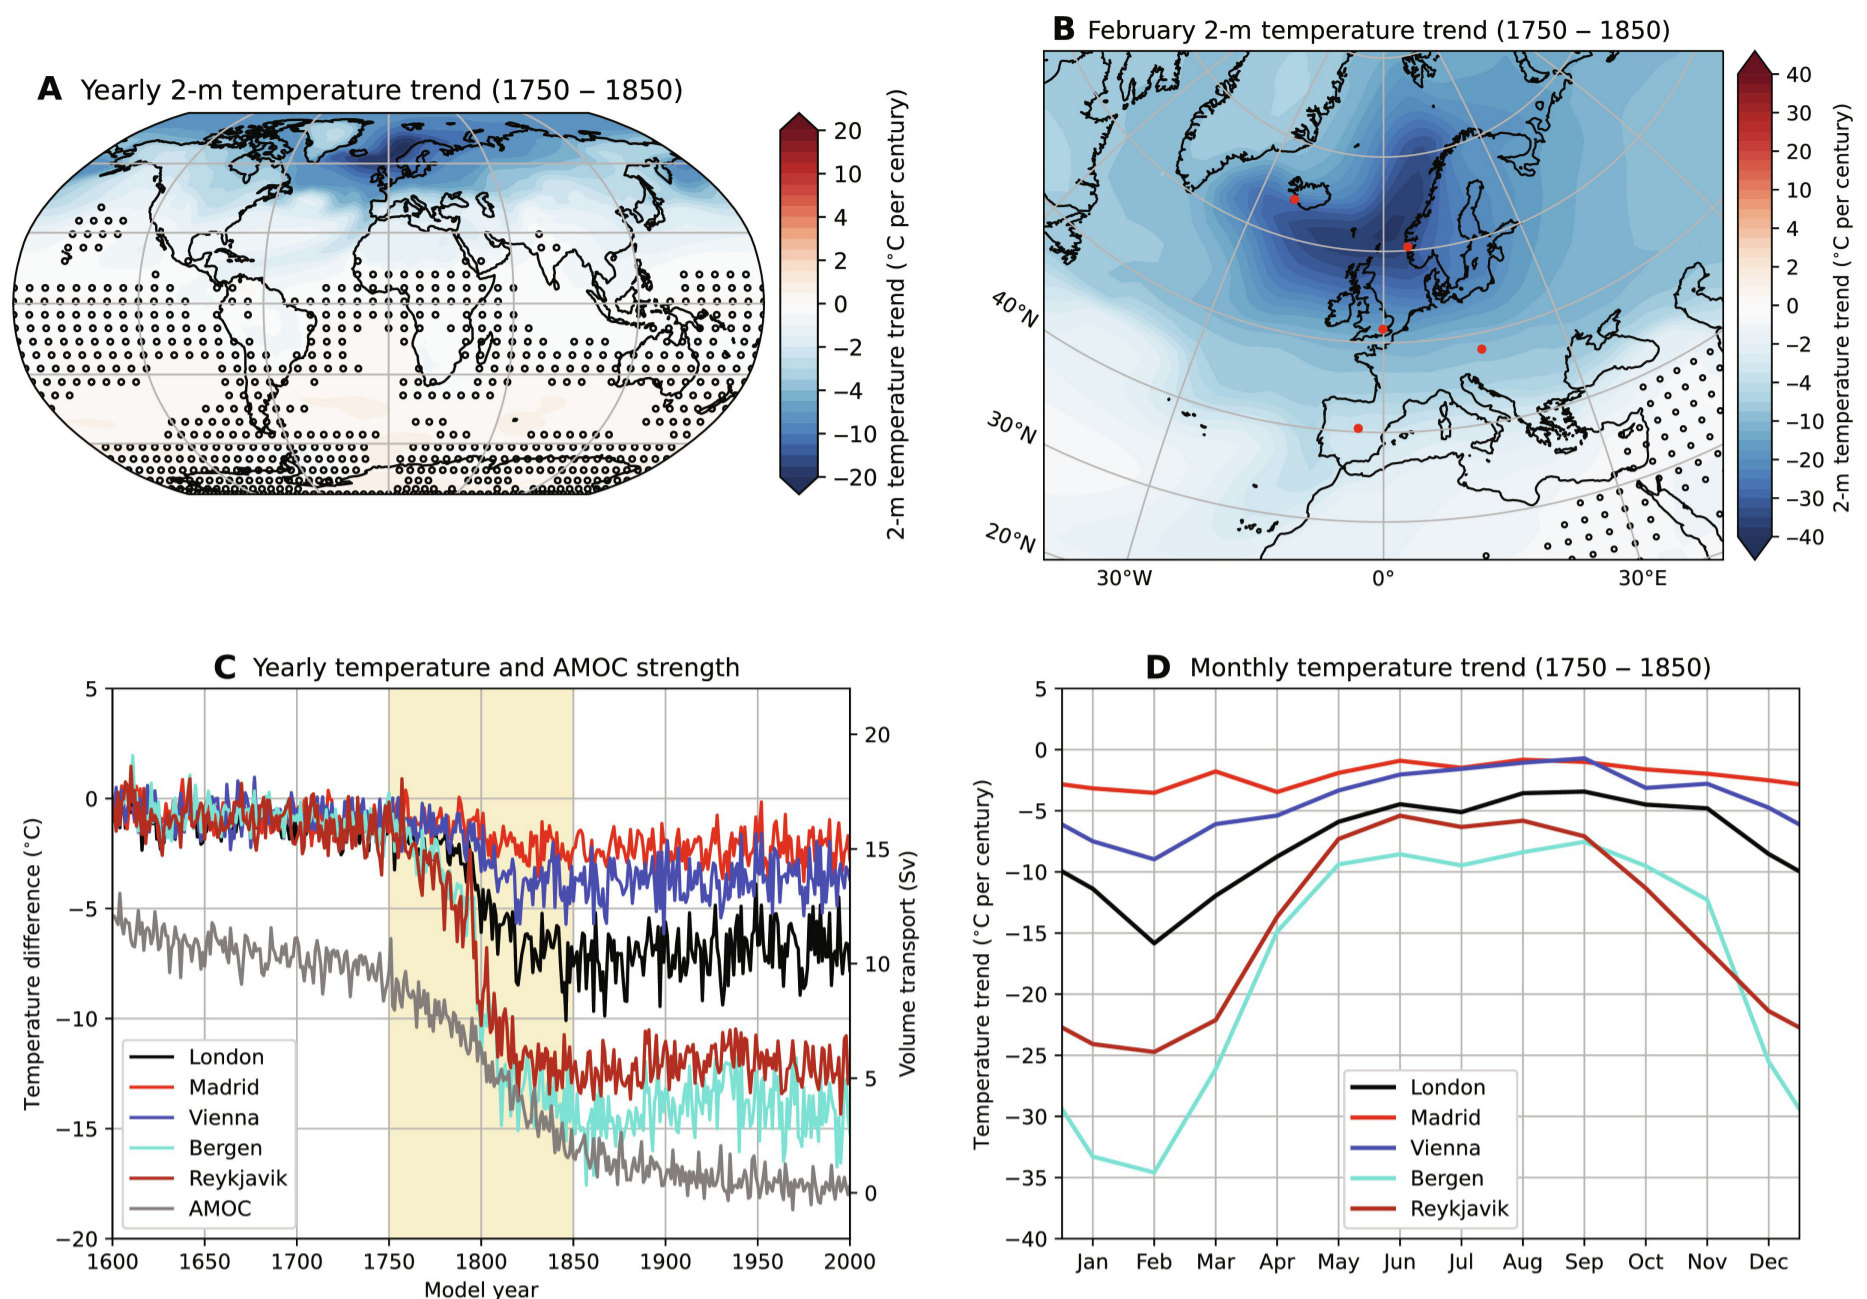 A Yearly 2-m temperature trend (1750 – 1850)
20
10
4
2
0
−2
−4
−10
−20
2-m temperature trend (°C per century)
B February 2-m temperature trend (1750 – 1850)
40°N
30°N
20°N
30°W 0° 30°E
40
30
20
10
4
2
0
−2
−4
−10
−20
−30
−40
2-m temperature trend (°C per century)
C Yearly temperature and AMOC strength
Temperature difference (°C)
5
0
−5
−10
−15
−20
London
Madrid
Vienna
Bergen
Reykjavik
AMOC
1600 1650 1700 1750 1800 1850 1900 1950 2000
Model year
20
15
10
5
0
Volume transport (Sv)
D Monthly temperature trend (1750 – 1850)
Temperature trend (°C per century)
5
0
−5
−10
−15
−20
−25
−30
−35
−40
London
Madrid
Vienna
Bergen
Reykjavik
Jan Feb Mar Apr May Jun Jul Aug Sep Oct Nov Dec